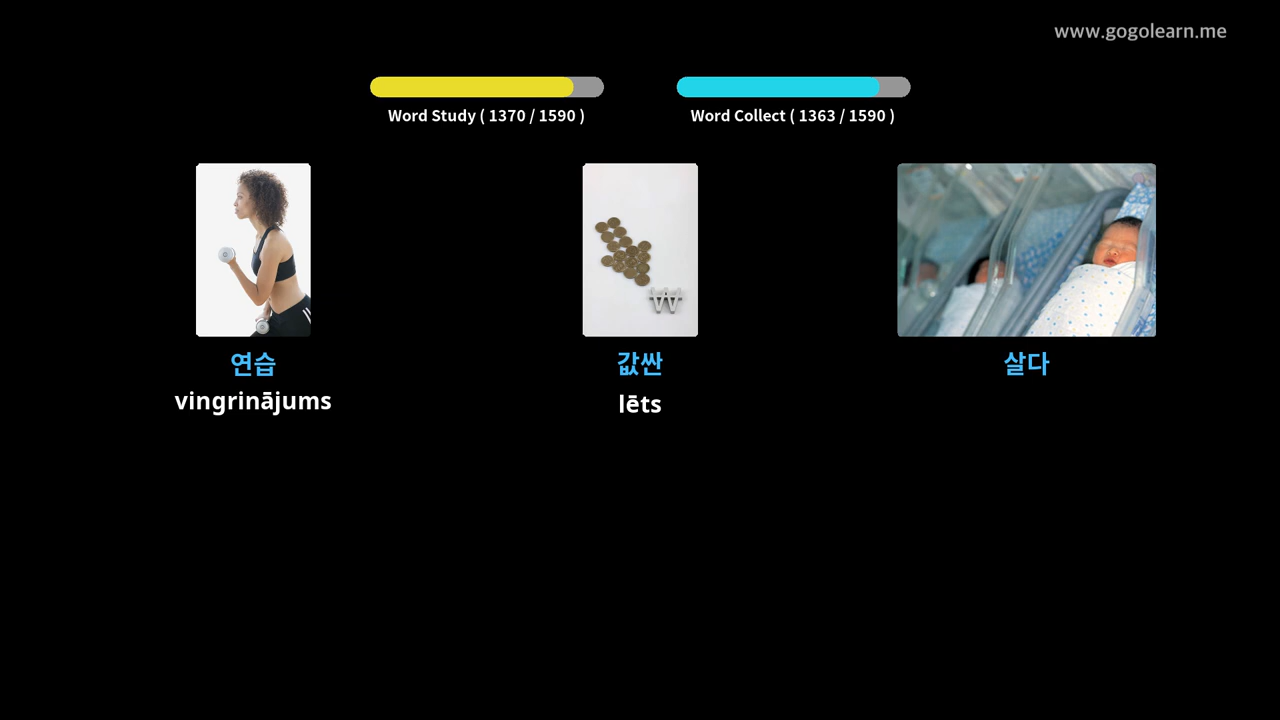 www.gogolearn.me
Word Study ( 1370 / 1590 )
Word Collect ( 1363 / 1590 )
연습
값싼
살다
vingrinājums
lēts